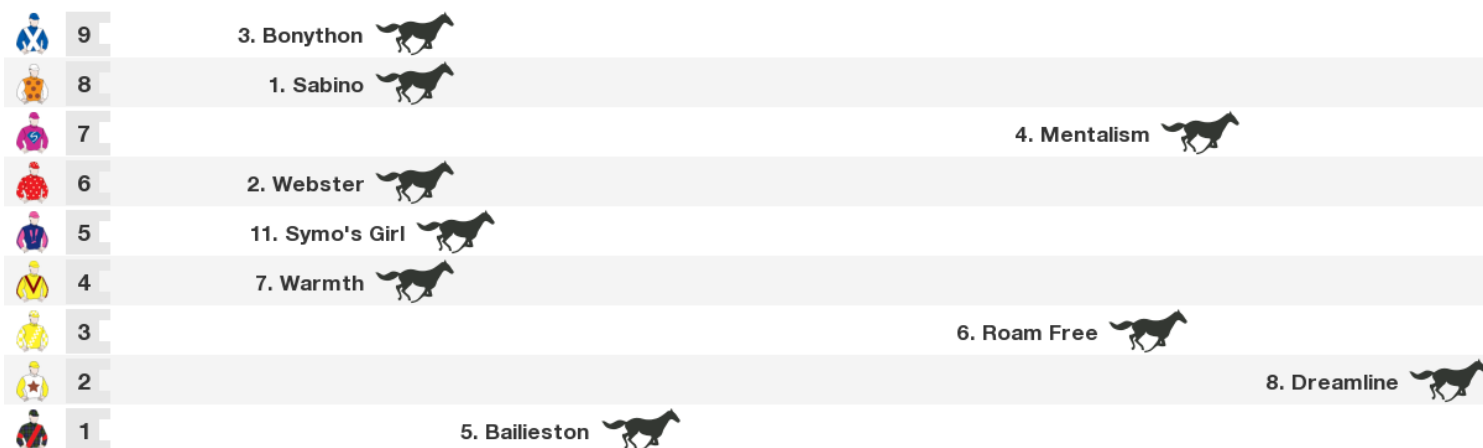 9 3. Bonython
8 1. Sabino
7 4. Mentalism
6 2. Webster
5 11. Symo's Girl
4 7. Warmth
3 6. Roam Free
2 8. Dreamline
1 5. Bailieston